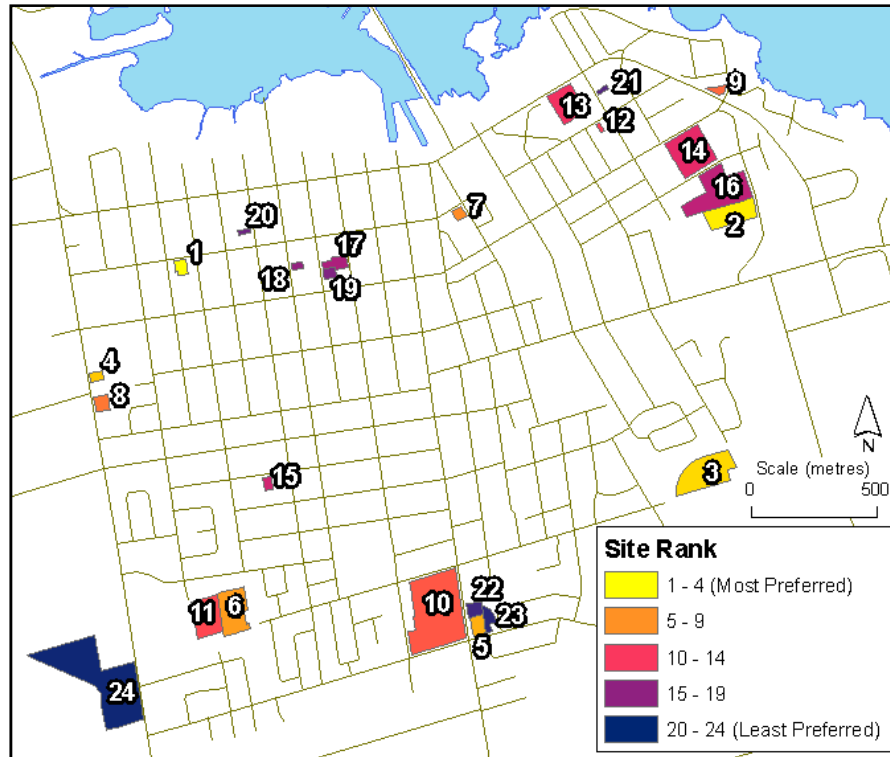 21
9
13
12
14
16
20
7
2
17
1
18
19
4
8
N
3
Scale (metres)
15
0 500
Site Rank
1 - 4 (Most Preferred)
22
11 6 10 23
5 - 9
5
10 - 14
24
15 - 19
20 - 24 (Least Preferred)